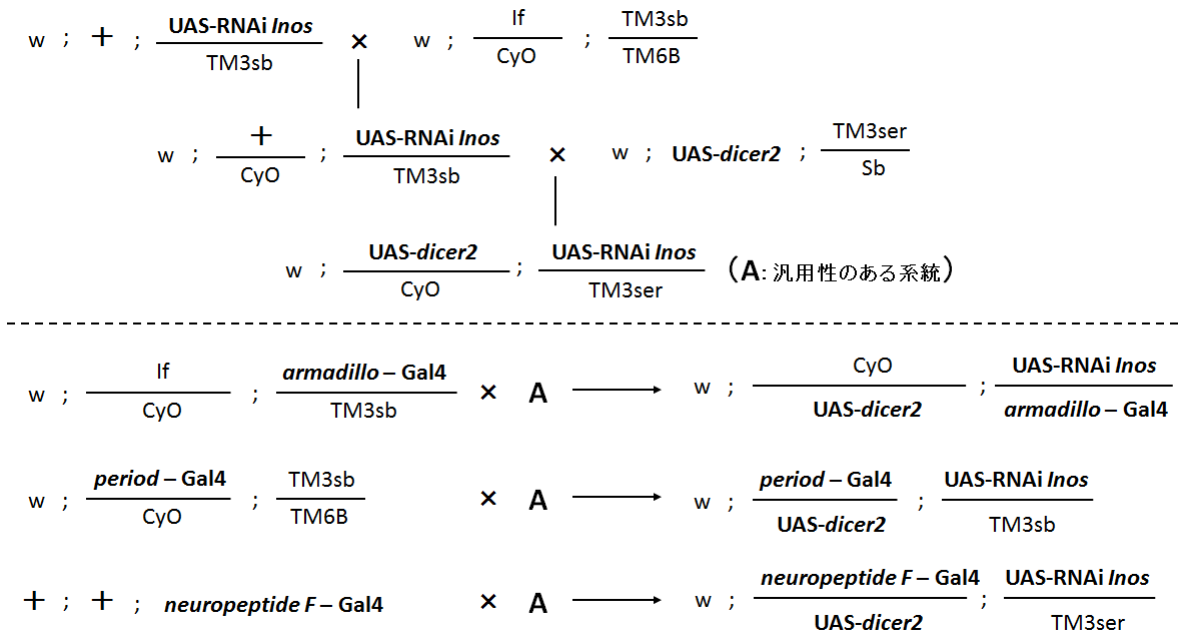 w ; + ; UAS-RNAi Inos / TM3sb × w ; If / CyO ; TM3sb / TM6B
w ; + / CyO ; UAS-RNAi Inos / TM3sb × w ; UAS-dicer2 ; TM3ser / Sb
w ; UAS-dicer2 / CyO ; UAS-RNAi Inos / TM3ser (A: 汎用性のある系統)
w ; If / CyO ; armadillo – Gal4 / TM3sb × A → w ; CyO / UAS-dicer2 ; UAS-RNAi Inos / armadillo – Gal4
w ; period – Gal4 / CyO ; TM3sb / TM6B × A → w ; period – Gal4 / UAS-dicer2 ; UAS-RNAi Inos / TM3sb
+ ; + ; neuropeptide F – Gal4 × A → w ; neuropeptide F – Gal4 / UAS-dicer2 ; UAS-RNAi Inos / TM3ser